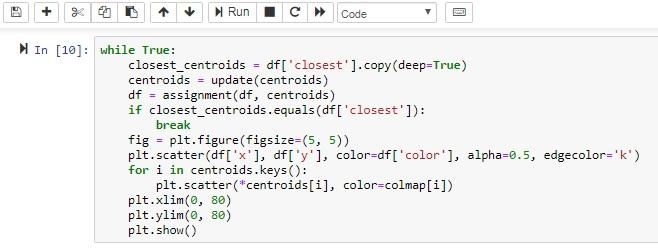 Run
Code
In [10]:
while True:
    closest_centroids = df['closest'].copy(deep=True)
    centroids = update(centroids)
    df = assignment(df, centroids)
    if closest_centroids.equals(df['closest']):
        break
    fig = plt.figure(figsize=(5, 5))
    plt.scatter(df['x'], df['y'], color=df['color'], alpha=0.5, edgecolor='k')
    for i in centroids.keys():
        plt.scatter(*centroids[i], color=colmap[i])
    plt.xlim(0, 80)
    plt.ylim(0, 80)
    plt.show()